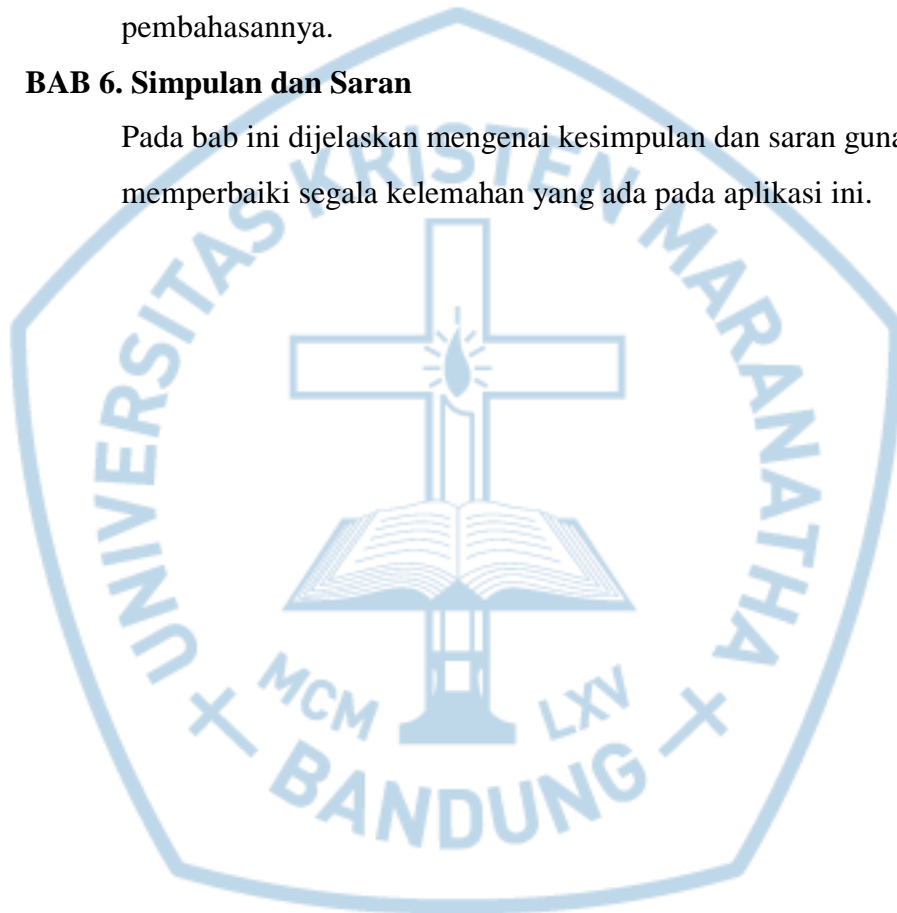 pembahasannya.
BAB 6. Simpulan dan Saran
Pada bab ini dijelaskan mengenai kesimpulan dan saran guna
memperbaiki segala kelemahan yang ada pada aplikasi ini.
UNIVERSITAS KRISTEN MARANATHA
MCM LXV
BANDUNG